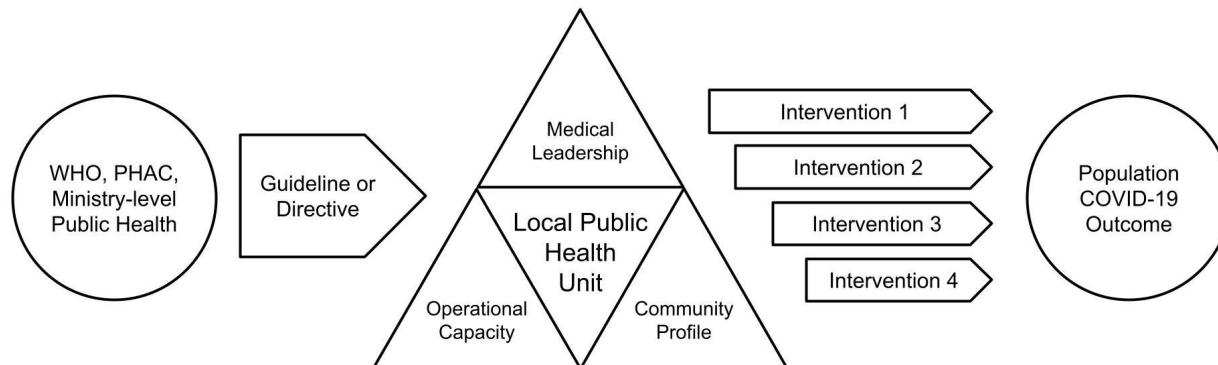 WHO, PHAC,
Ministry-level
Public Health
Guideline or
Directive
Medical
Leadership
Local Public
Health
Unit
Operational
Capacity
Community
Profile
Intervention 1
Intervention 2
Intervention 3
Intervention 4
Population
COVID-19
Outcome